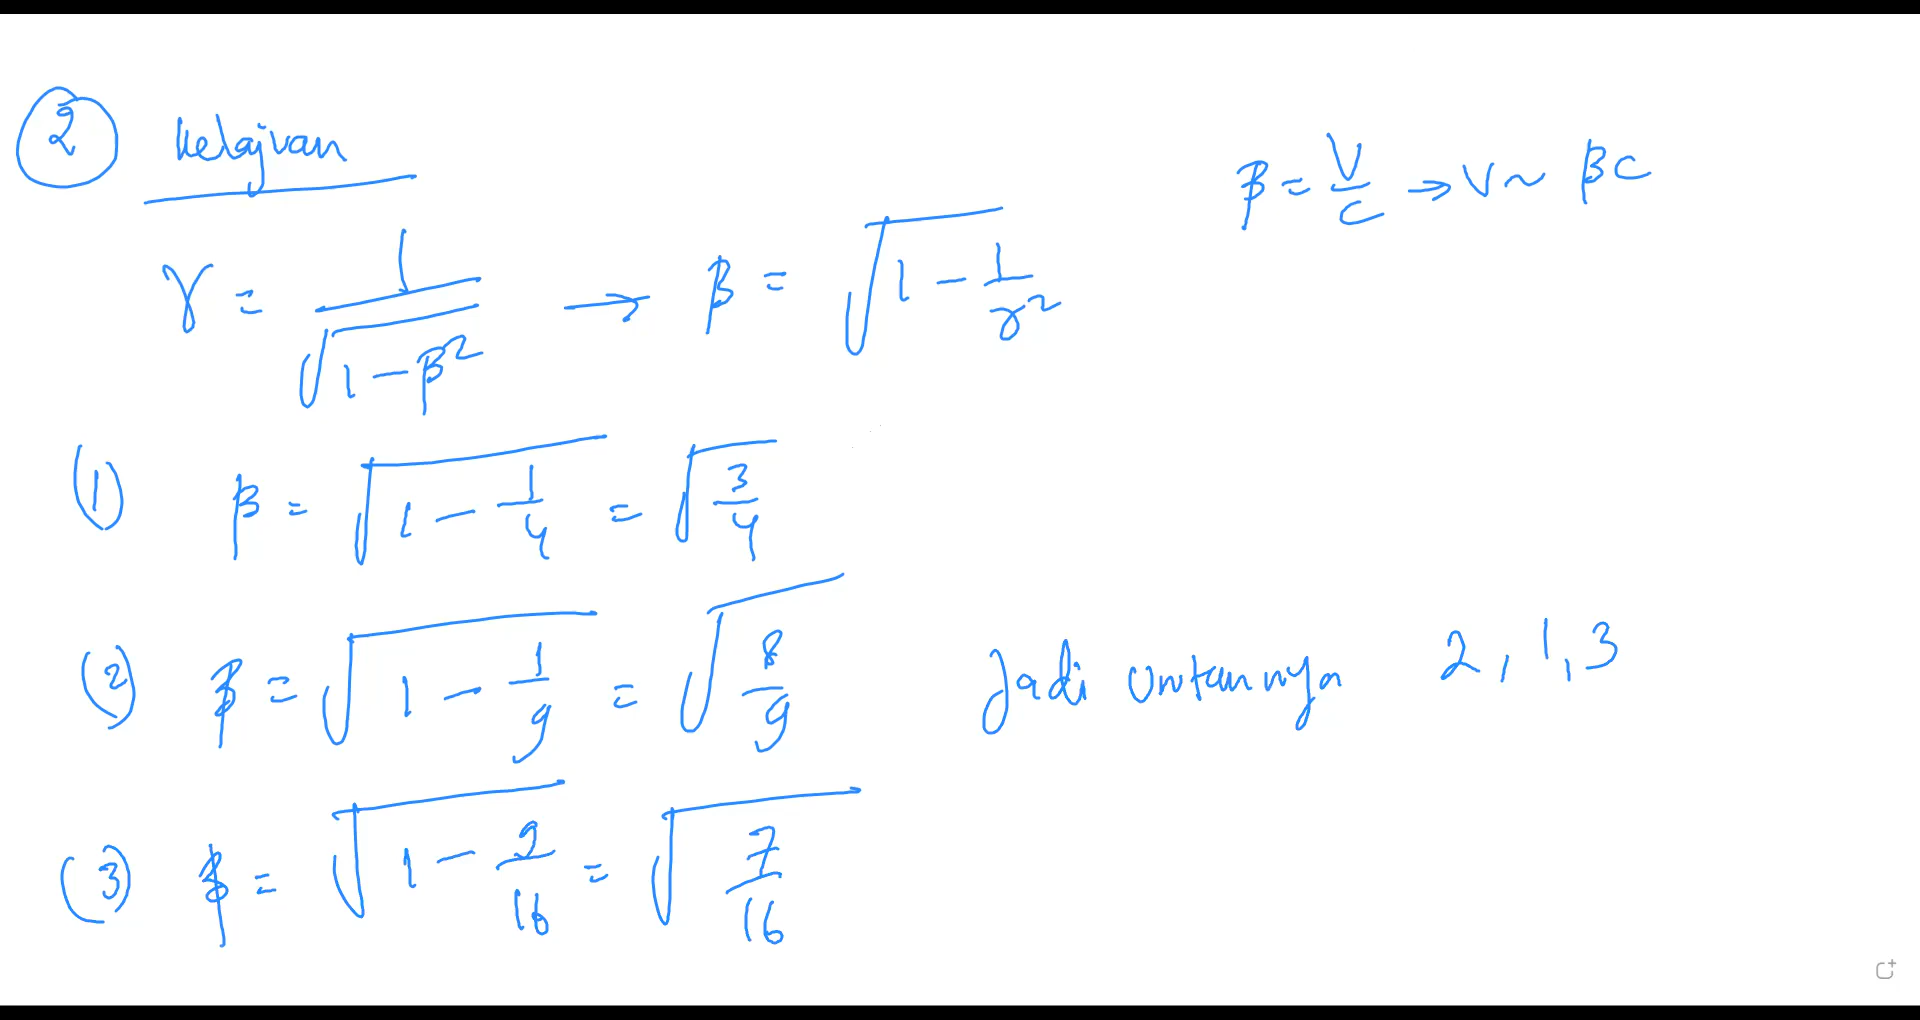 2 Kelajuan
β = V/c → V ~ βc
γ = 1/√(1-β²) → β = √(1 - 1/γ²)
(1) β = √(1 - 1/4) = √(3/4)
(2) β = √(1 - 1/9) = √(8/9)
Jadi urutannya 2, 1, 3
(3) β = √(1 - 9/16) = √(7/16)